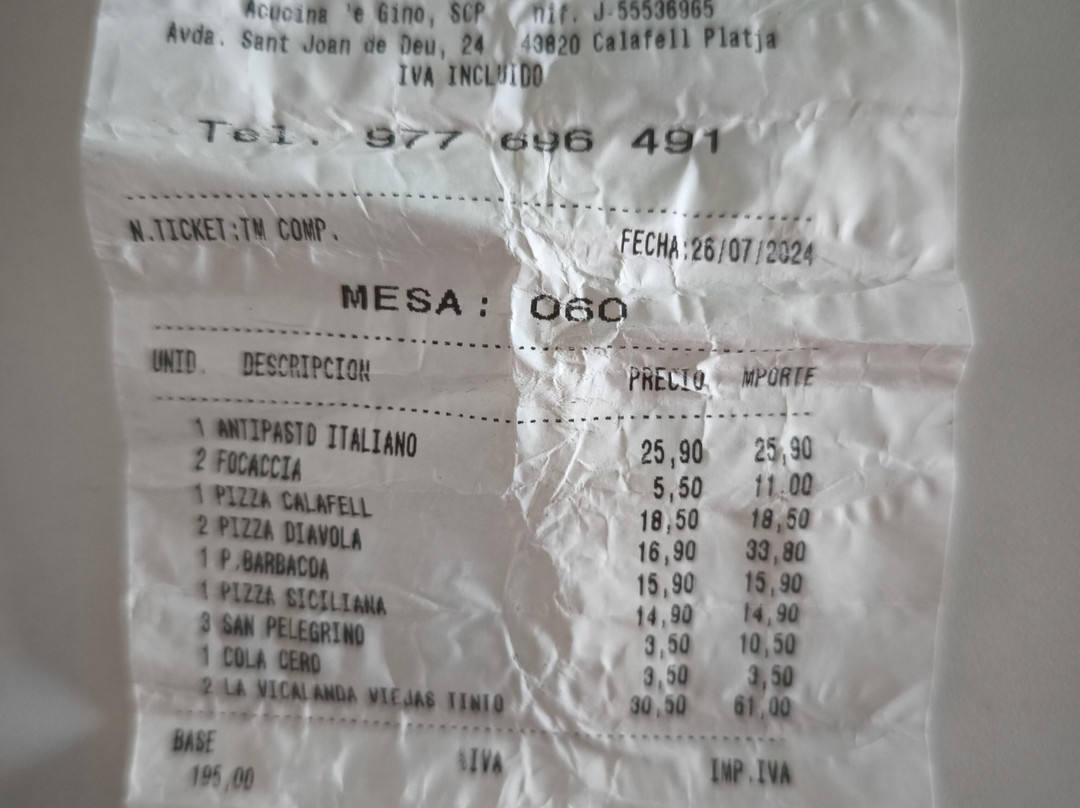 Acucina 'e Gino, SCP nif. J-55536965
Avda. Sant Joan de Deu, 24 43820 Calafell Platja
IVA INCLUIDO
Tel. 977 696 491
N.TICKET:TM COMP. FECHA:26/07/2024
MESA: 060
UNID. DESCRIPCION PRECIO MPORTE
1 ANTIPASTO ITALIANO 25,90 25,90
2 FOCACCIA 5,50 11,00
1 PIZZA CALAFELL 18,50 18,50
2 PIZZA DIAVOLA 16,90 33,80
1 P.BARBACOA 15,90 15,90
1 PIZZA SICILIANA 14,90 14,90
3 SAN PELEGRINO 3,50 10,50
1 COLA CERO 3,50 3,50
2 LA VICALANDA VIEJAS TINTO 30,50 61,00
BASE %IVA IMP.IVA
195,00